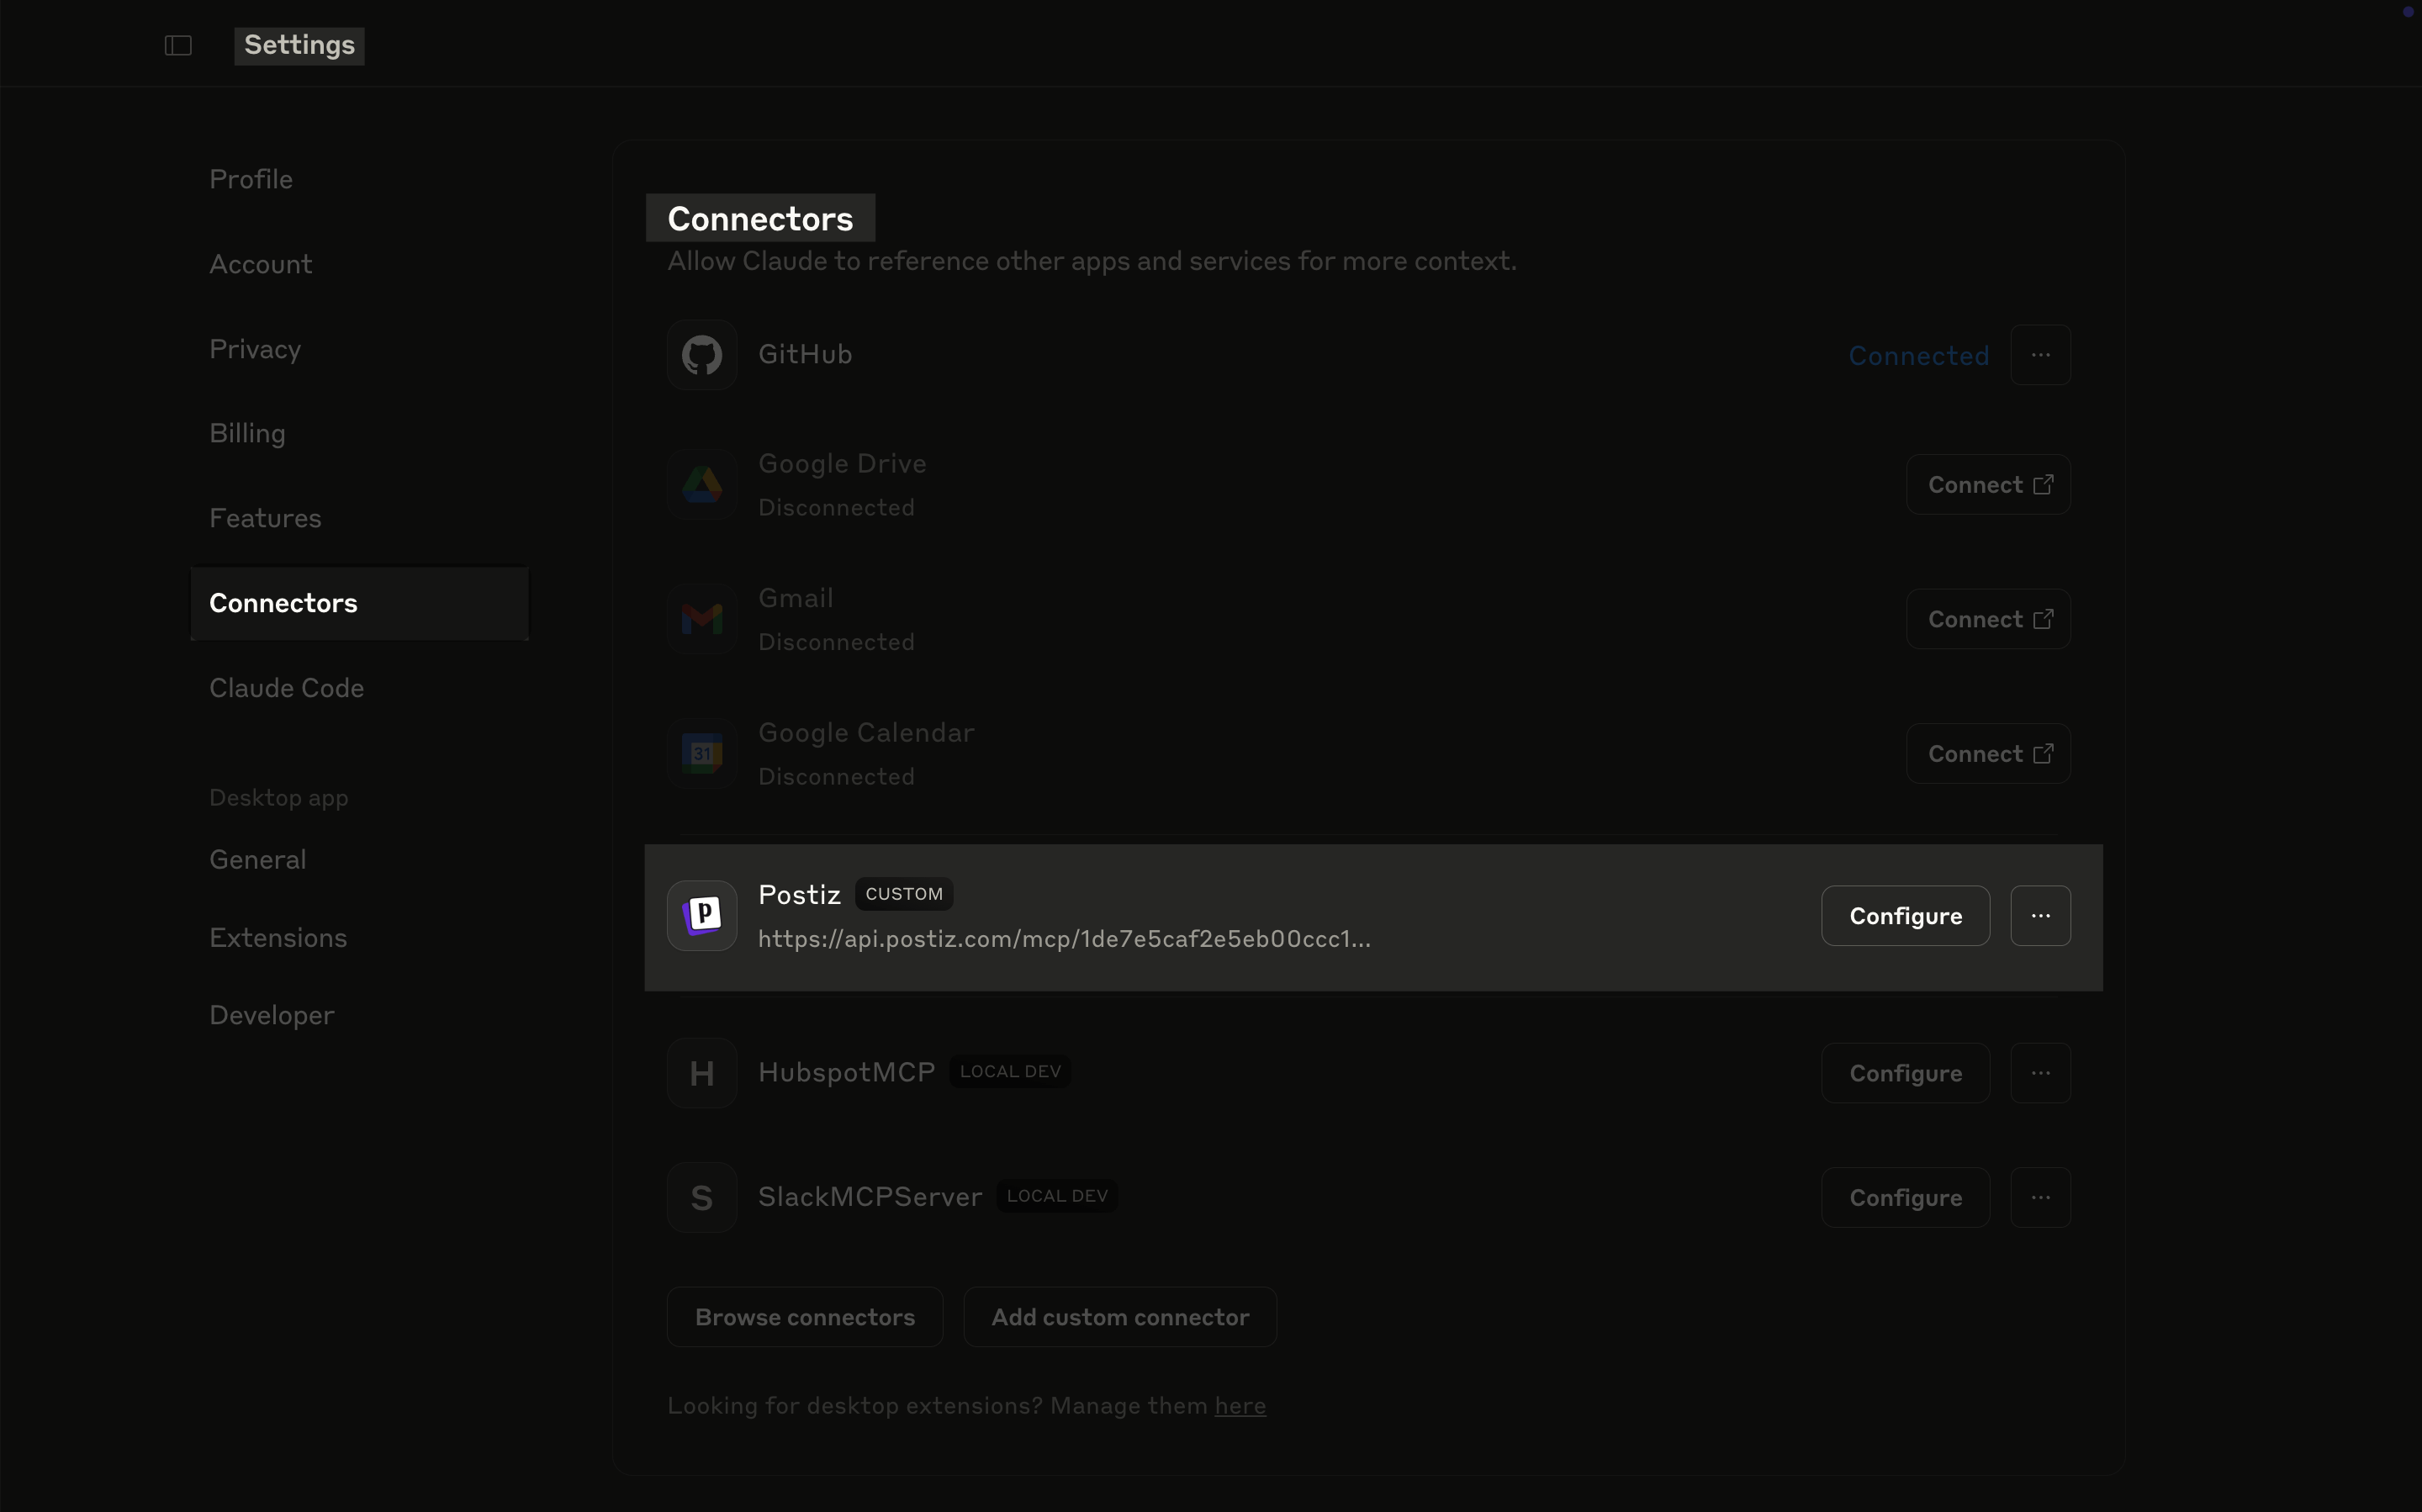 Settings
Profile
Account
Privacy
Billing
Features
Connectors
Claude Code
Desktop app
General
Extensions
Developer
Connectors
Allow Claude to reference other apps and services for more context.
GitHub
Connected
Google Drive
Disconnected
Connect
Gmail
Disconnected
Connect
31
Google Calendar
Disconnected
Connect
p
Postiz CUSTOM
https://api.postiz.com/mcp/1de7e5caf2e5eb00ccc1...
Configure
H
HubspotMCP LOCAL DEV
Configure
S
SlackMCPServer LOCAL DEV
Configure
Browse connectors
Add custom connector
Looking for desktop extensions? Manage them here